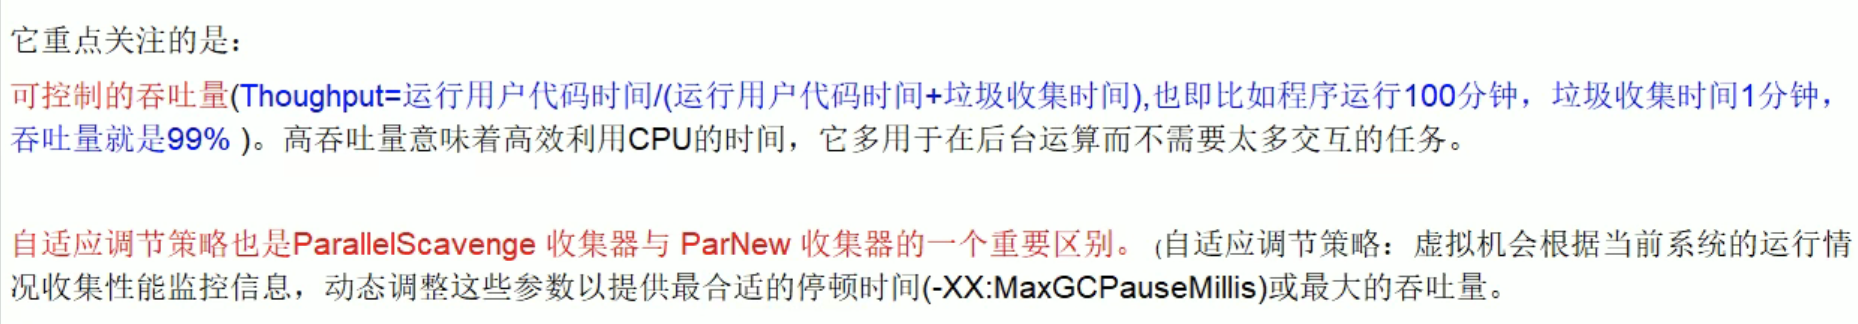 它重点关注的是：
可控制的吞吐量(Thoughput=运行用户代码时间/(运行用户代码时间+垃圾收集时间),也即比如程序运行100分钟，垃圾收集时间1分钟，
吞吐量就是99% )。高吞吐量意味着高效利用CPU的时间，它多用于在后台运算而不需要太多交互的任务。
自适应调节策略也是ParallelScavenge 收集器与 ParNew 收集器的一个重要区别。(自适应调节策略：虚拟机会根据当前系统的运行情
况收集性能监控信息，动态调整这些参数以提供最合适的停顿时间(-XX:MaxGCPauseMillis)或最大的吞吐量。